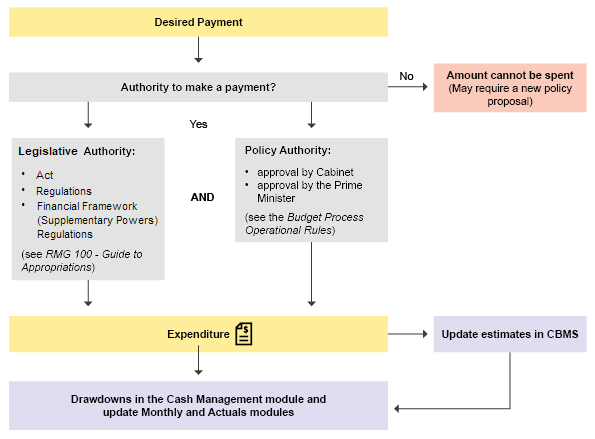 Desired Payment
Authority to make a payment?
No
Amount cannot be spent
(May require a new policy
proposal)
Yes
Legislative Authority:
• Act
• Regulations
• Financial Framework
(Supplementary Powers)
Regulations
(see RMG 100 - Guide to
Appropriations)
AND
Policy Authority:
• approval by Cabinet
• approval by the Prime
Minister
(see the Budget Process
Operational Rules)
Expenditure
$
Update estimates in CBMS
Drawdowns in the Cash Management module and
update Monthly and Actuals modules